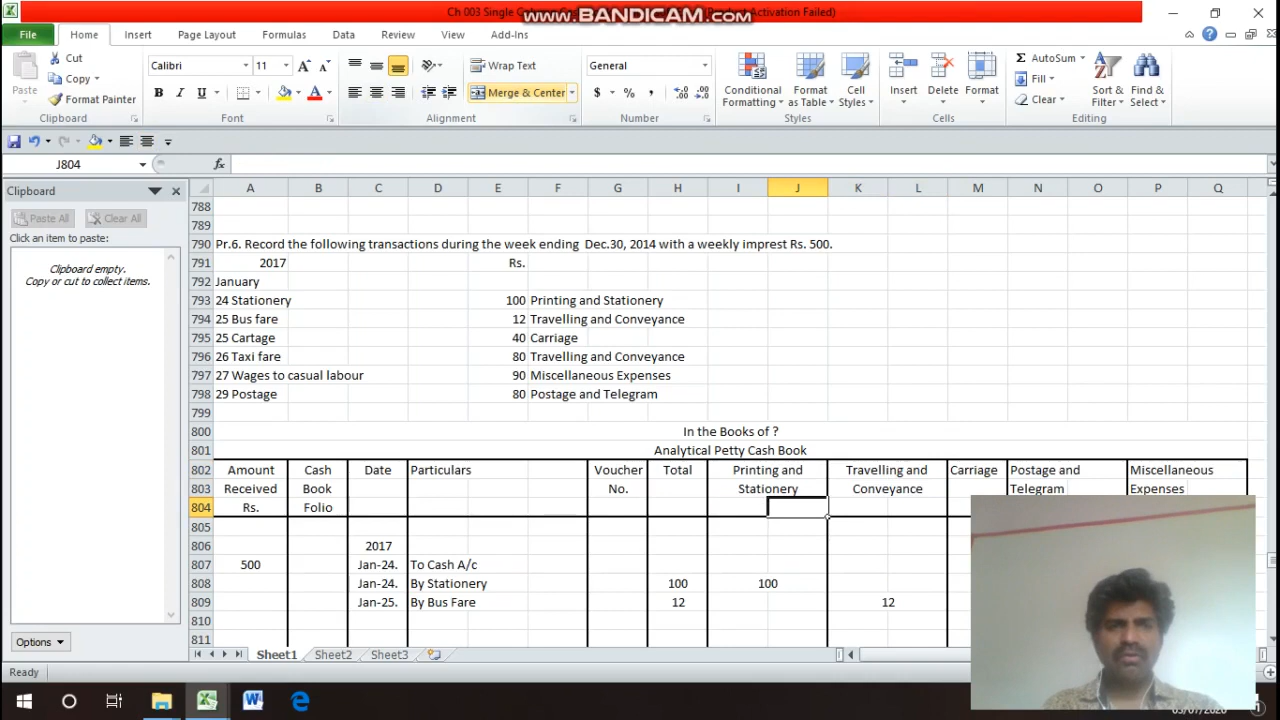 Ch 003 Single Column Cas
www.BANDICAM.com
duct Activation Failed)
File Home Insert Page Layout Formulas Data Review View Add-Ins
Cut
Copy
Format Painter
Paste
Clipboard
Calibri 11
B I U
Font
Wrap Text
Merge & Center
Alignment
General
$ % ,
Number
Conditional Formatting
Format as Table
Cell Styles
Styles
Insert Delete Format
Cells
AutoSum
Fill
Clear
Sort & Filter
Find & Select
Editing
J804 fx
Clipboard
Paste All Clear All
Click an item to paste:
Clipboard empty.
Copy or cut to collect items.
Options
A B C D E F G H I J K L M N O P Q
788
789
790 Pr.6. Record the following transactions during the week ending Dec.30, 2014 with a weekly imprest Rs. 500.
791 2017 Rs.
792 January
793 24 Stationery 100 Printing and Stationery
794 25 Bus fare 12 Travelling and Conveyance
795 25 Cartage 40 Carriage
796 26 Taxi fare 80 Travelling and Conveyance
797 27 Wages to casual labour 90 Miscellaneous Expenses
798 29 Postage 80 Postage and Telegram
799
800 In the Books of ?
801 Analytical Petty Cash Book
802 Amount Cash Date Particulars Voucher Total Printing and Travelling and Carriage Postage and Miscellaneous
803 Received Book No. Stationery Conveyance Telegram Expenses
804 Rs. Folio
805
806 2017
807 500 Jan-24. To Cash A/c
808 Jan-24. By Stationery 100 100
809 Jan-25. By Bus Fare 12 12
810
811
Sheet1 Sheet2 Sheet3
Ready